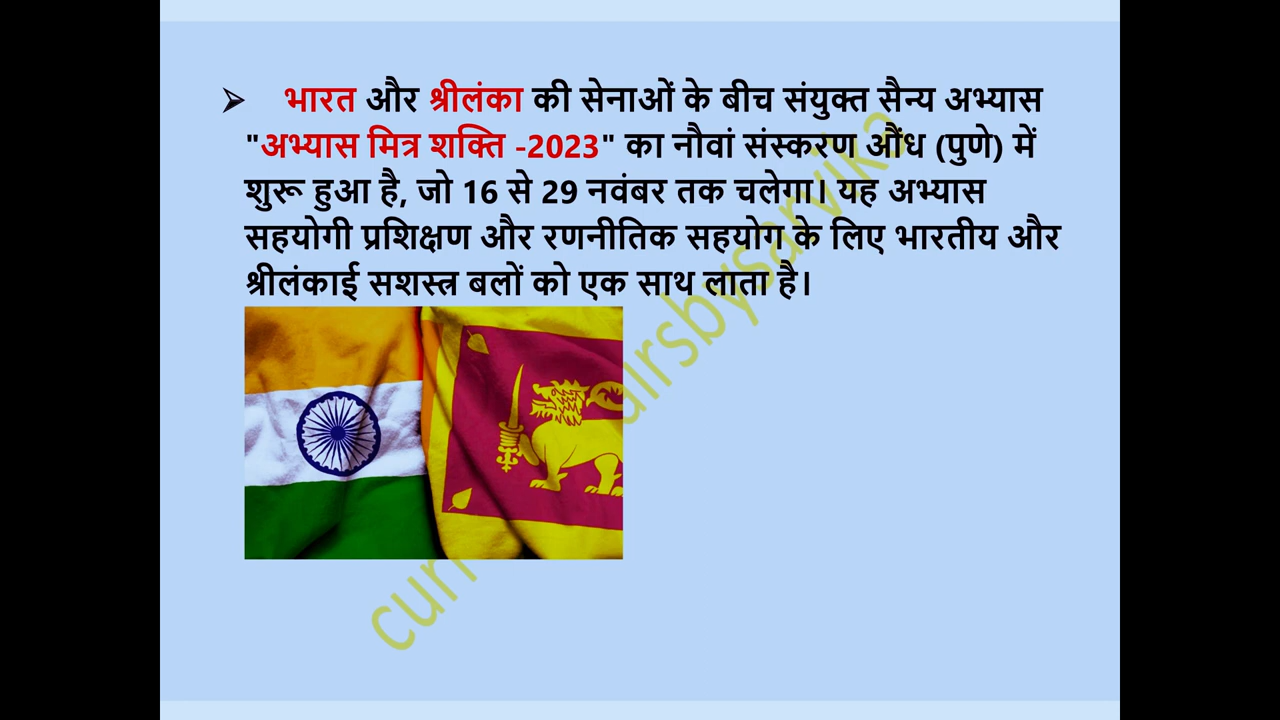 ➢ भारत और श्रीलंका की सेनाओं के बीच संयुक्त सैन्य अभ्यास
"अभ्यास मित्र शक्ति -2023" का नौवां संस्करण औंध (पुणे) में
शुरू हुआ है, जो 16 से 29 नवंबर तक चलेगा। यह अभ्यास
सहयोगी प्रशिक्षण और रणनीतिक सहयोग के लिए भारतीय और
श्रीलंकाई सशस्त्र बलों को एक साथ लाता है।